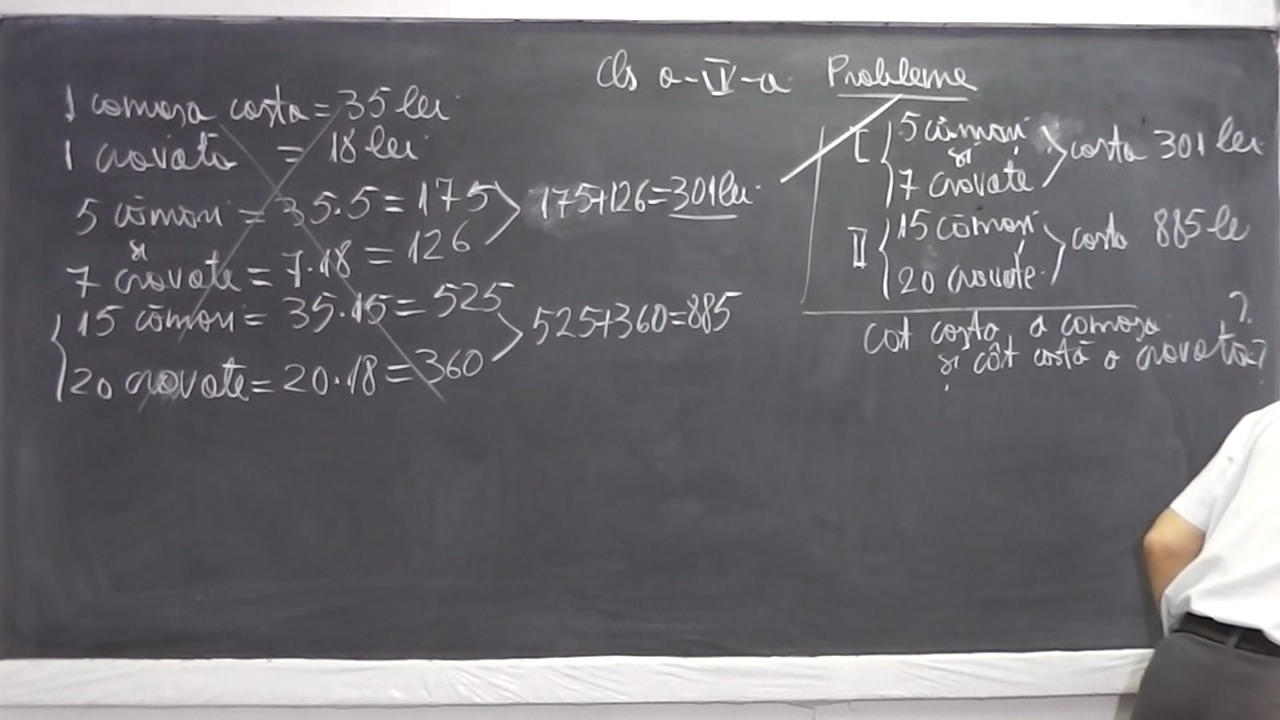 Cls a-IV-a Probleme
1 cămașa costa = 35 lei
1 cravată = 18 lei
5 cămăși = 35.5 = 175
și
7 cravate = 7.18 = 126
175+126=301 lei
15 cămăși = 35.15 = 525
20 cravate = 20.18 = 360
525+360=885
I 5 cămăși
și
7 cravate
costa 301 lei
II 15 cămăși
20 cravate
costa 885 le
Cât costa, o cămașa ?
și cât costă o cravata?